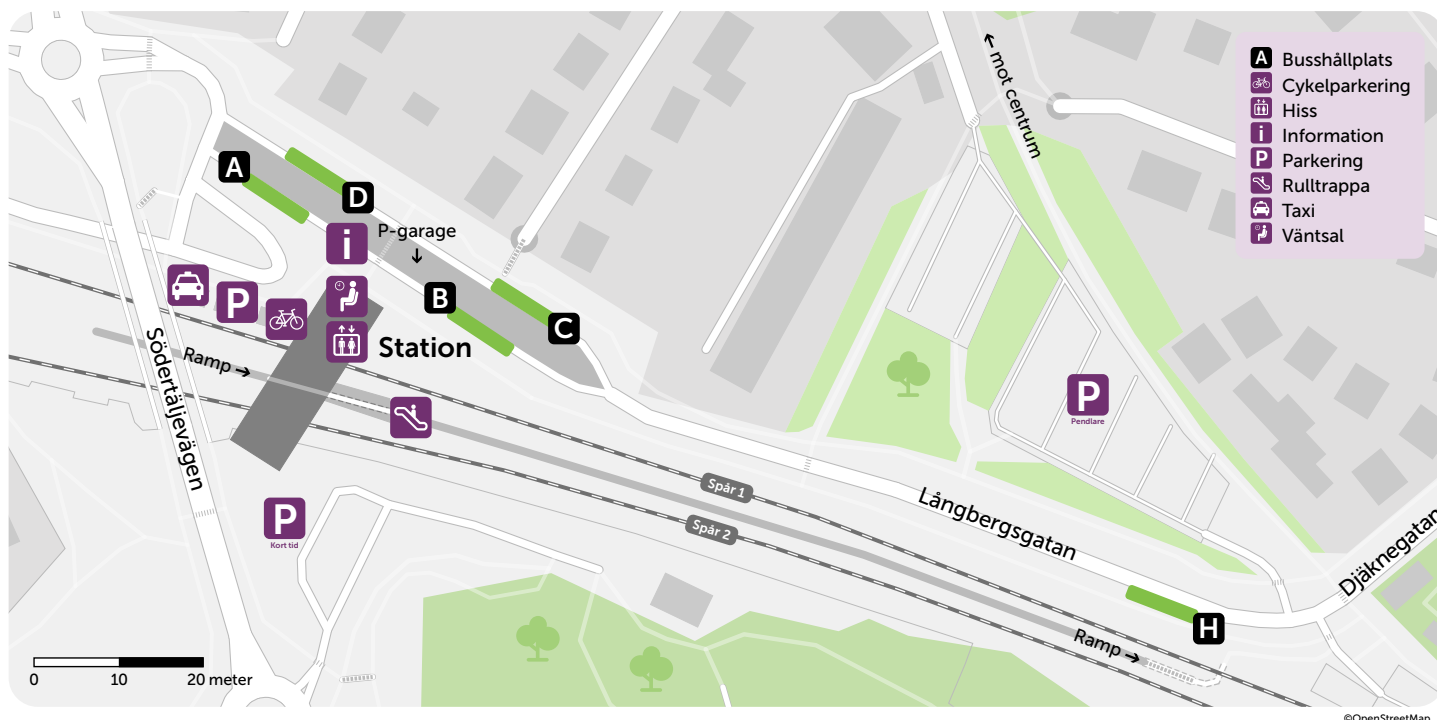 ← mot centrum
A Busshållplats
Cykelparkering
Hiss
i Information
P Parkering
Rulltrappa
Taxi
Väntsal
A
D
i
P-garage
↓
B
C
P
Station
Ramp →
Södertäljevägen
P
Pendlare
Spår 1
Spår 2
Långbergsgatan
Djäknegatan
P
Kort tid
H
Ramp →
0 10 20 meter
©OpenStreetMap